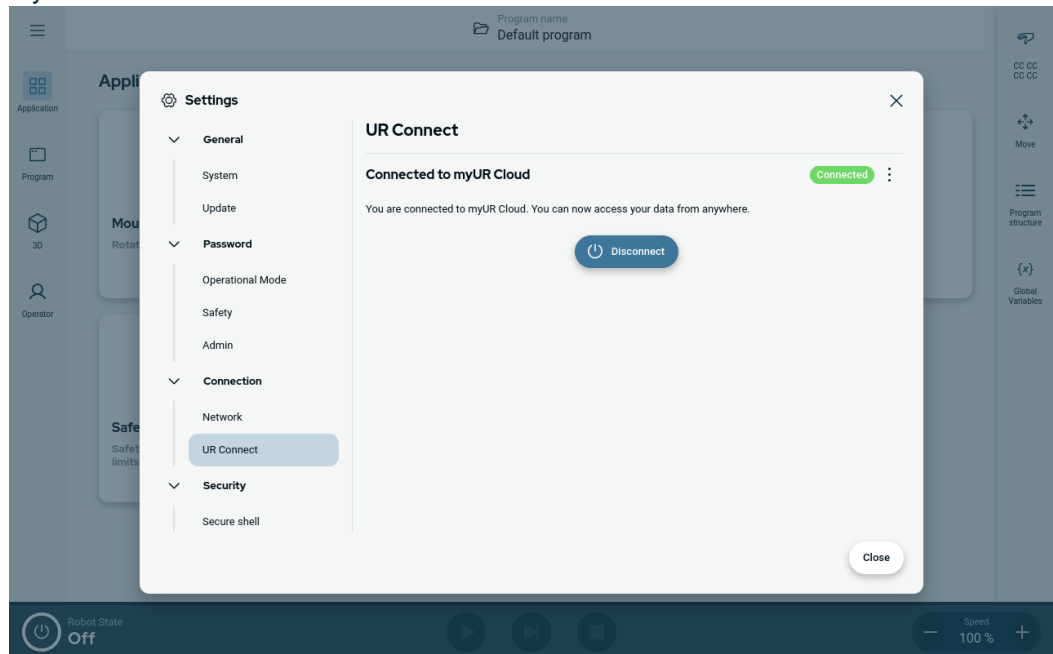 Program name
Default program
Application
Program
3D
Operator
Appli
Mou
Rotat
Safe
Safet
limits
Settings
General
System
Update
Password
Operational Mode
Safety
Admin
Connection
Network
UR Connect
Security
Secure shell
UR Connect
Connected to myUR Cloud
Connected
You are connected to myUR Cloud. You can now access your data from anywhere.
Disconnect
Close
CC CC
CC CC
Move
Program
structure
{x}
Global
Variables
Robot State
Off
Speed
100 %